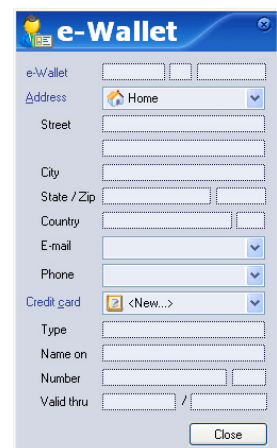 e-Wallet
e-Wallet
Address Home
Street
City
State / Zip
Country
E-mail
Phone
Credit card <New...>
Type
Name on
Number
Valid thru /
Close